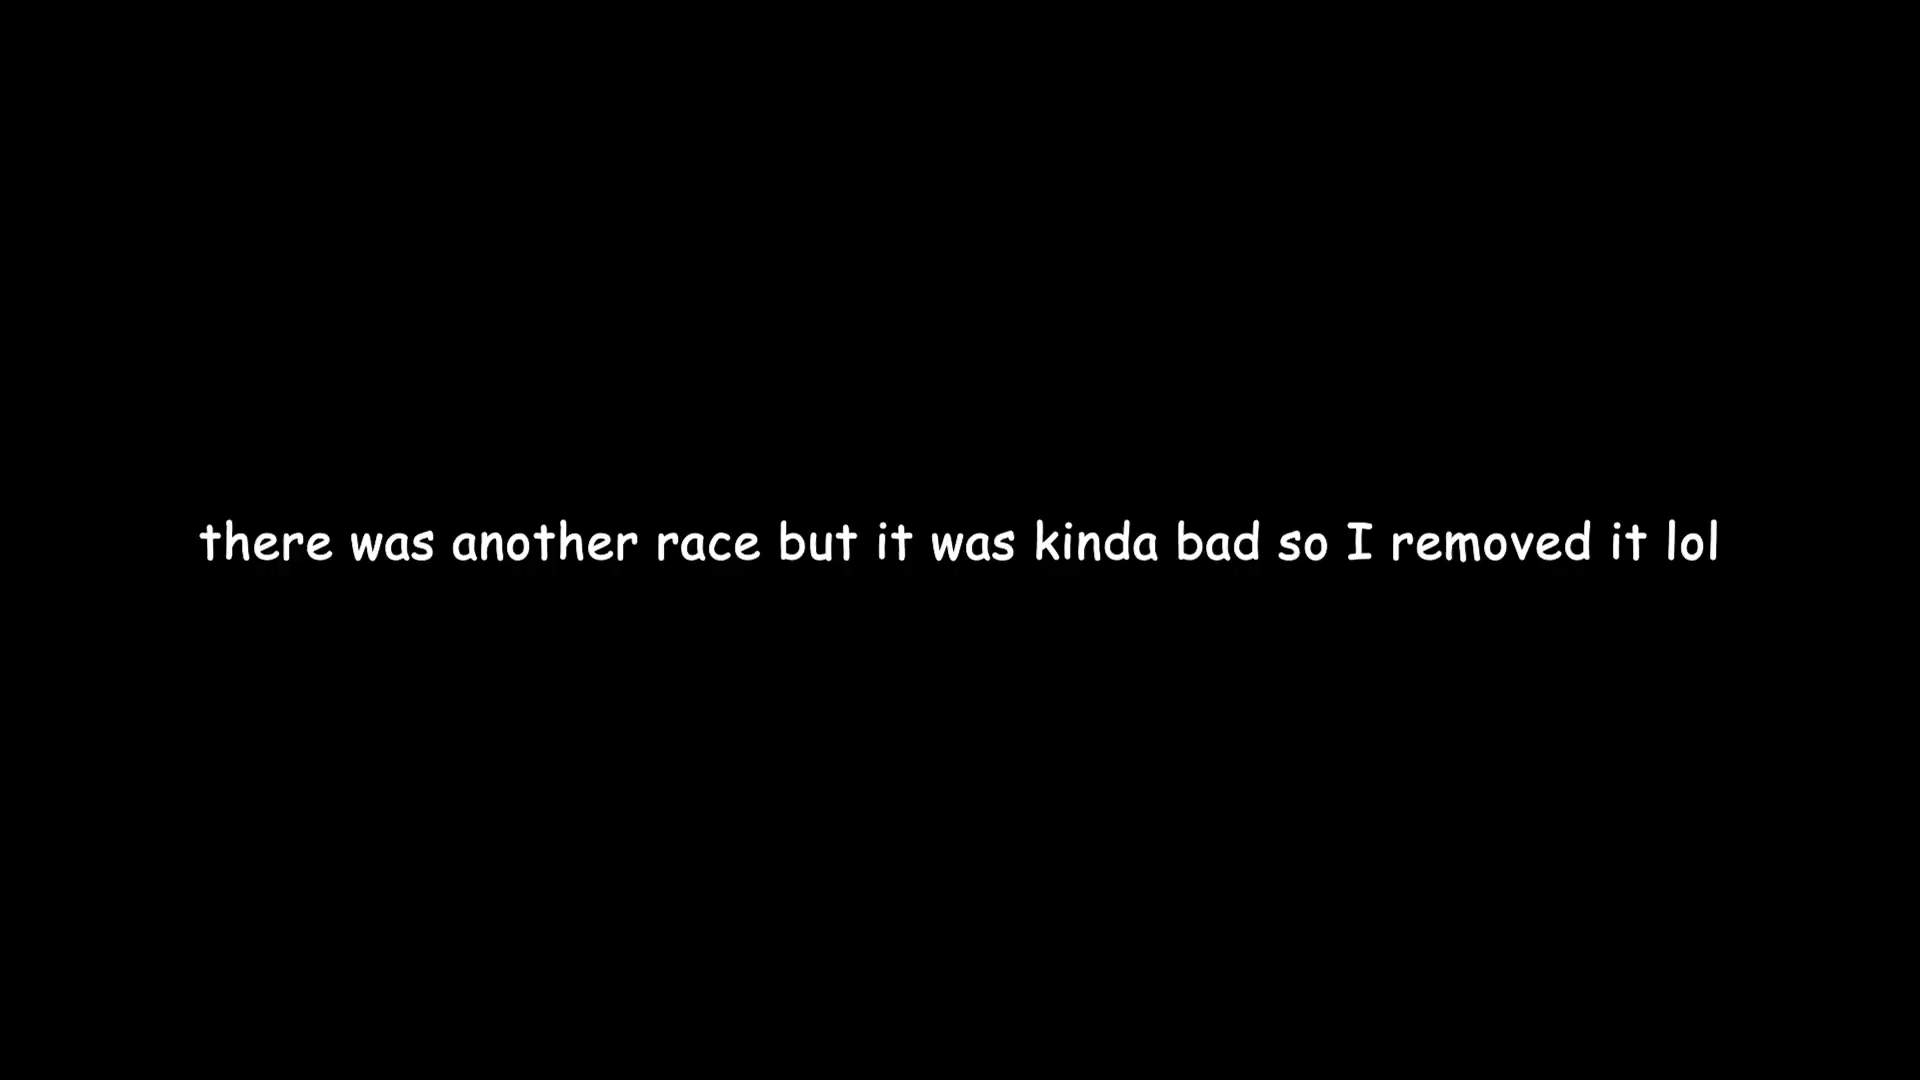 there was another race but it was kinda bad so I removed it lol